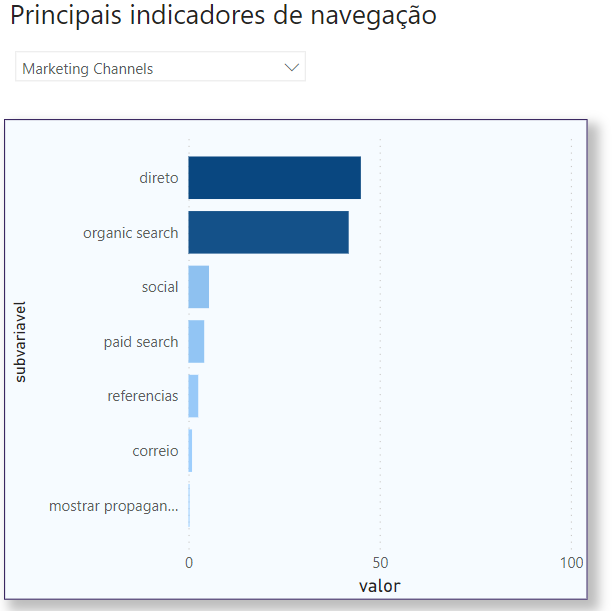 Principais indicadores de navegação
Marketing Channels
direto
organic search
social
paid search
referencias
correio
mostrar propagan...
subvariavel
0 50 100
valor